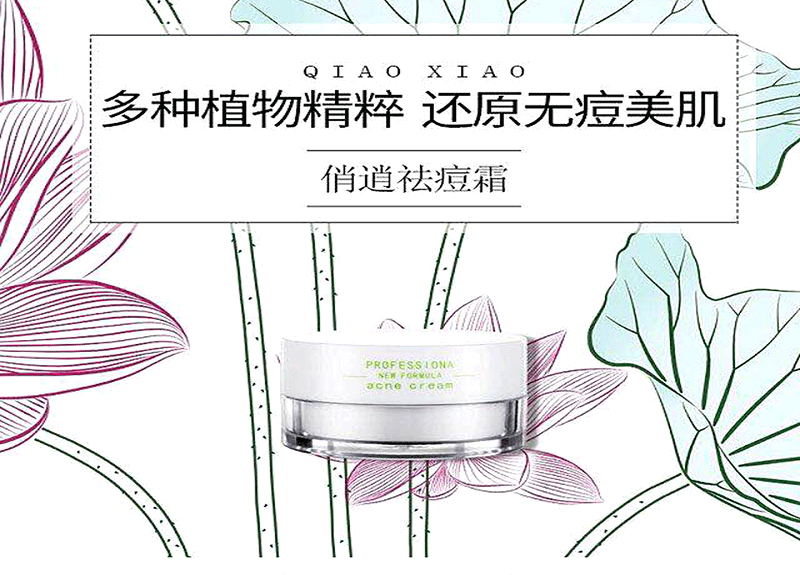 QIAO XIAO
多种植物精粹 还原无痘美肌
俏逍祛痘霜
PROFESSIONA
NEW FORMULA
acne cream